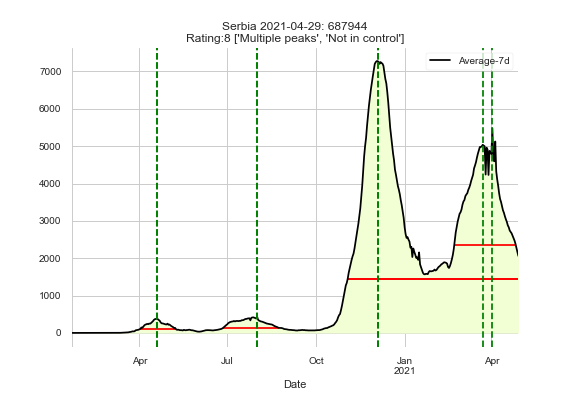 Serbia 2021-04-29: 687944
Rating:8 ['Multiple peaks', 'Not in control']
Average-7d
7000
6000
5000
4000
3000
2000
1000
0
Apr
Jul
Oct
Jan
2021
Apr
Date